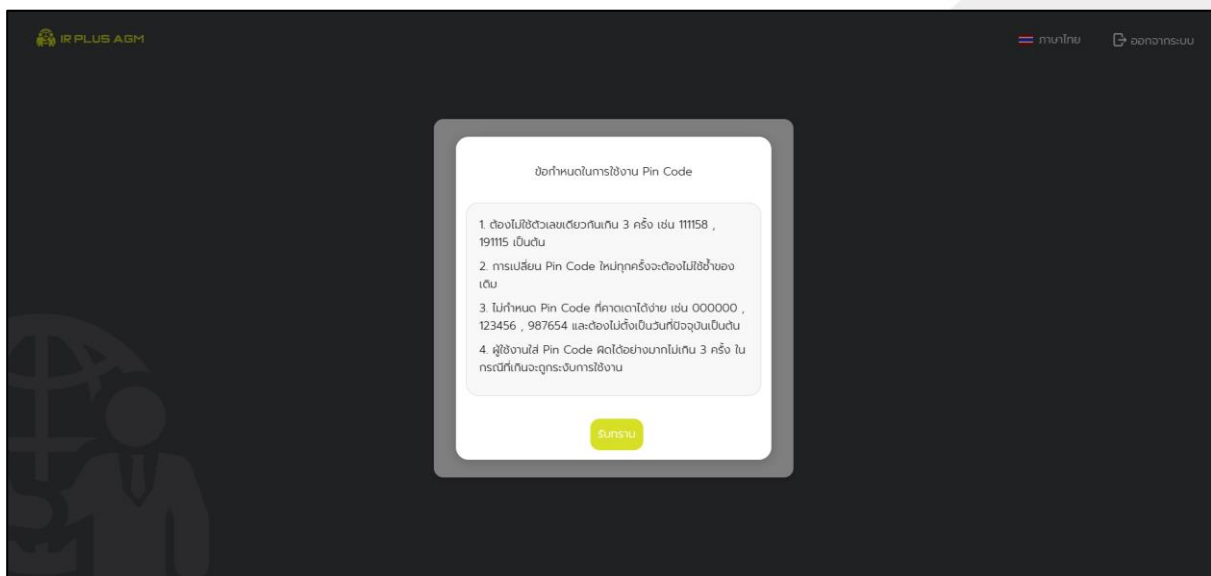 IR PLUS AGM
ภาษาไทย
ออกจากระบบ
ข้อกำหนดในการใช้งาน Pin Code
1. ต้องไม่ใช้ตัวเลขเดียวกันเกิน 3 ครั้ง เช่น 111158 ,
191115 เป็นต้น
2. การเปลี่ยน Pin Code ใหม่ทุกครั้งจะต้องไม่ใช้ซ้ำของ
เดิม
3. ไม่กำหนด Pin Code ที่คาดเดาได้ง่าย เช่น 000000 ,
123456 , 987654 และต้องไม่ตั้งเป็นวันที่ปัจจุบันเป็นต้น
4. ผู้ใช้งานใส่ Pin Code ผิดได้อย่างมากไม่เกิน 3 ครั้ง ใน
กรณีที่เกินจะถูกระงับการใช้งาน
รับทราบ